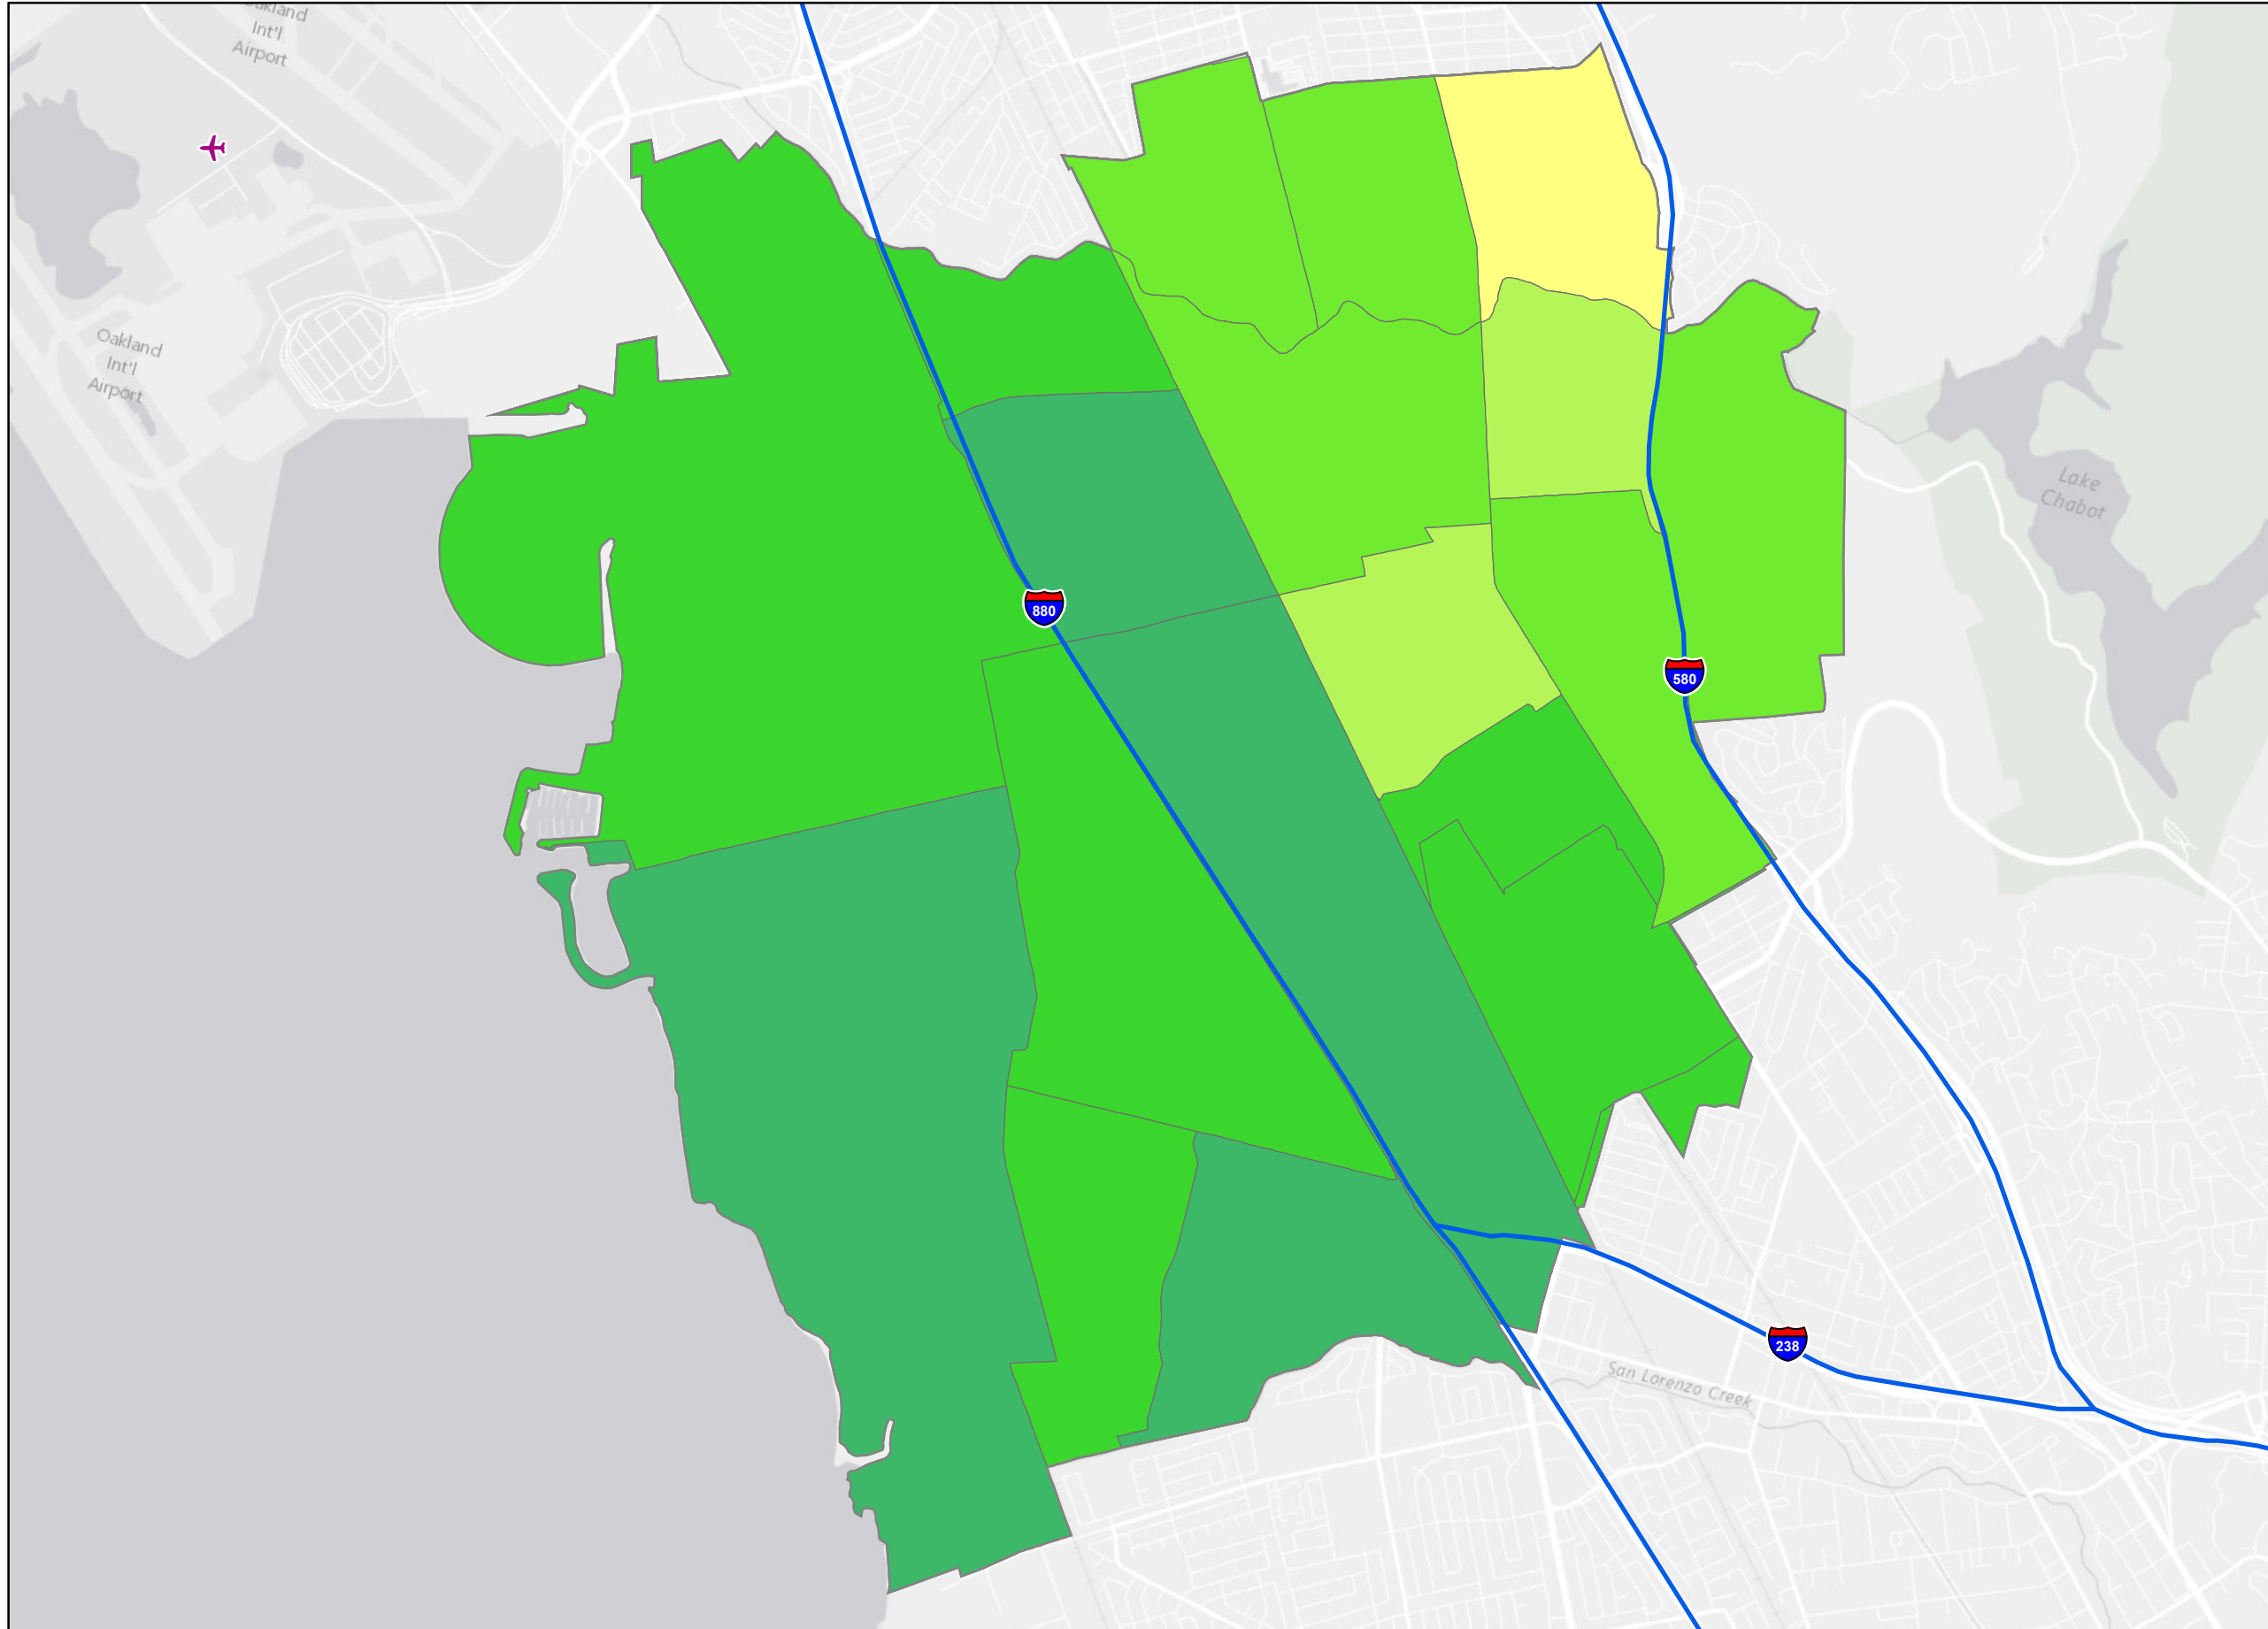 Oakland
Int'l
Airport
Oakland
Int'l
Airport
Lake
Chabot
880
580
238
San Lorenzo Creek